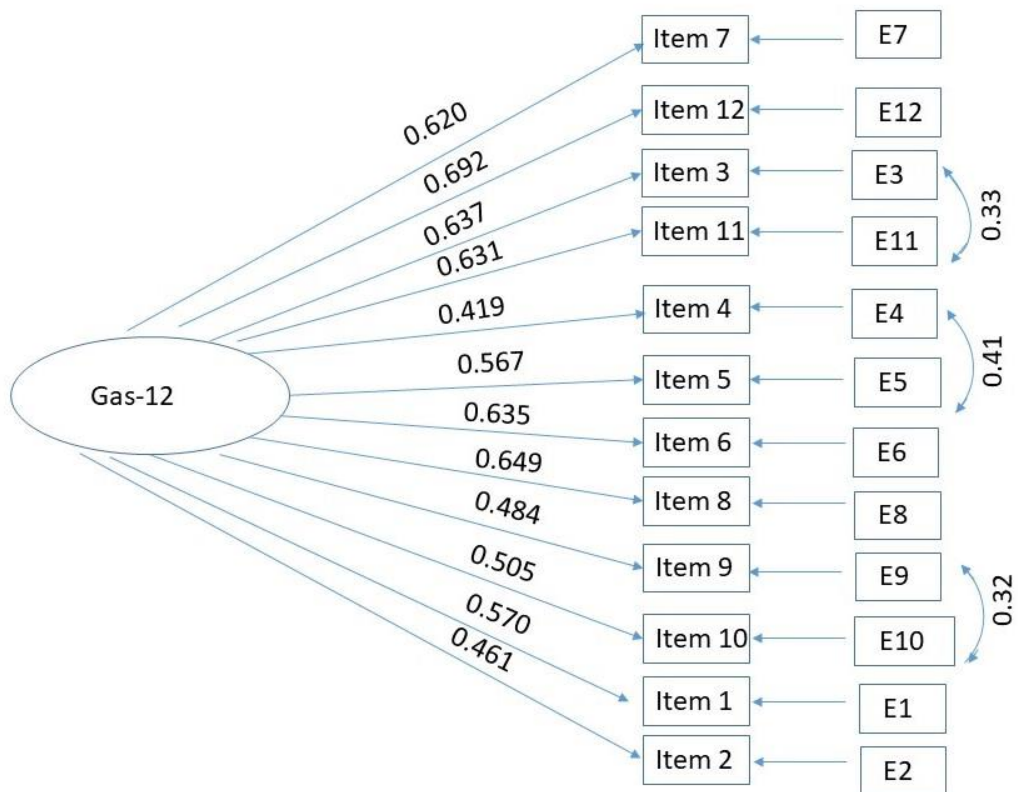 Item 7
E7
0.620
Item 12
E12
0.692
Item 3
E3
0.637
0.33
Item 11
E11
0.631
Item 4
E4
0.419
0.41
Gas-12
0.567
Item 5
E5
0.635
Item 6
E6
0.649
Item 8
E8
0.484
Item 9
E9
0.505
0.32
Item 10
E10
0.570
Item 1
E1
0.461
Item 2
E2